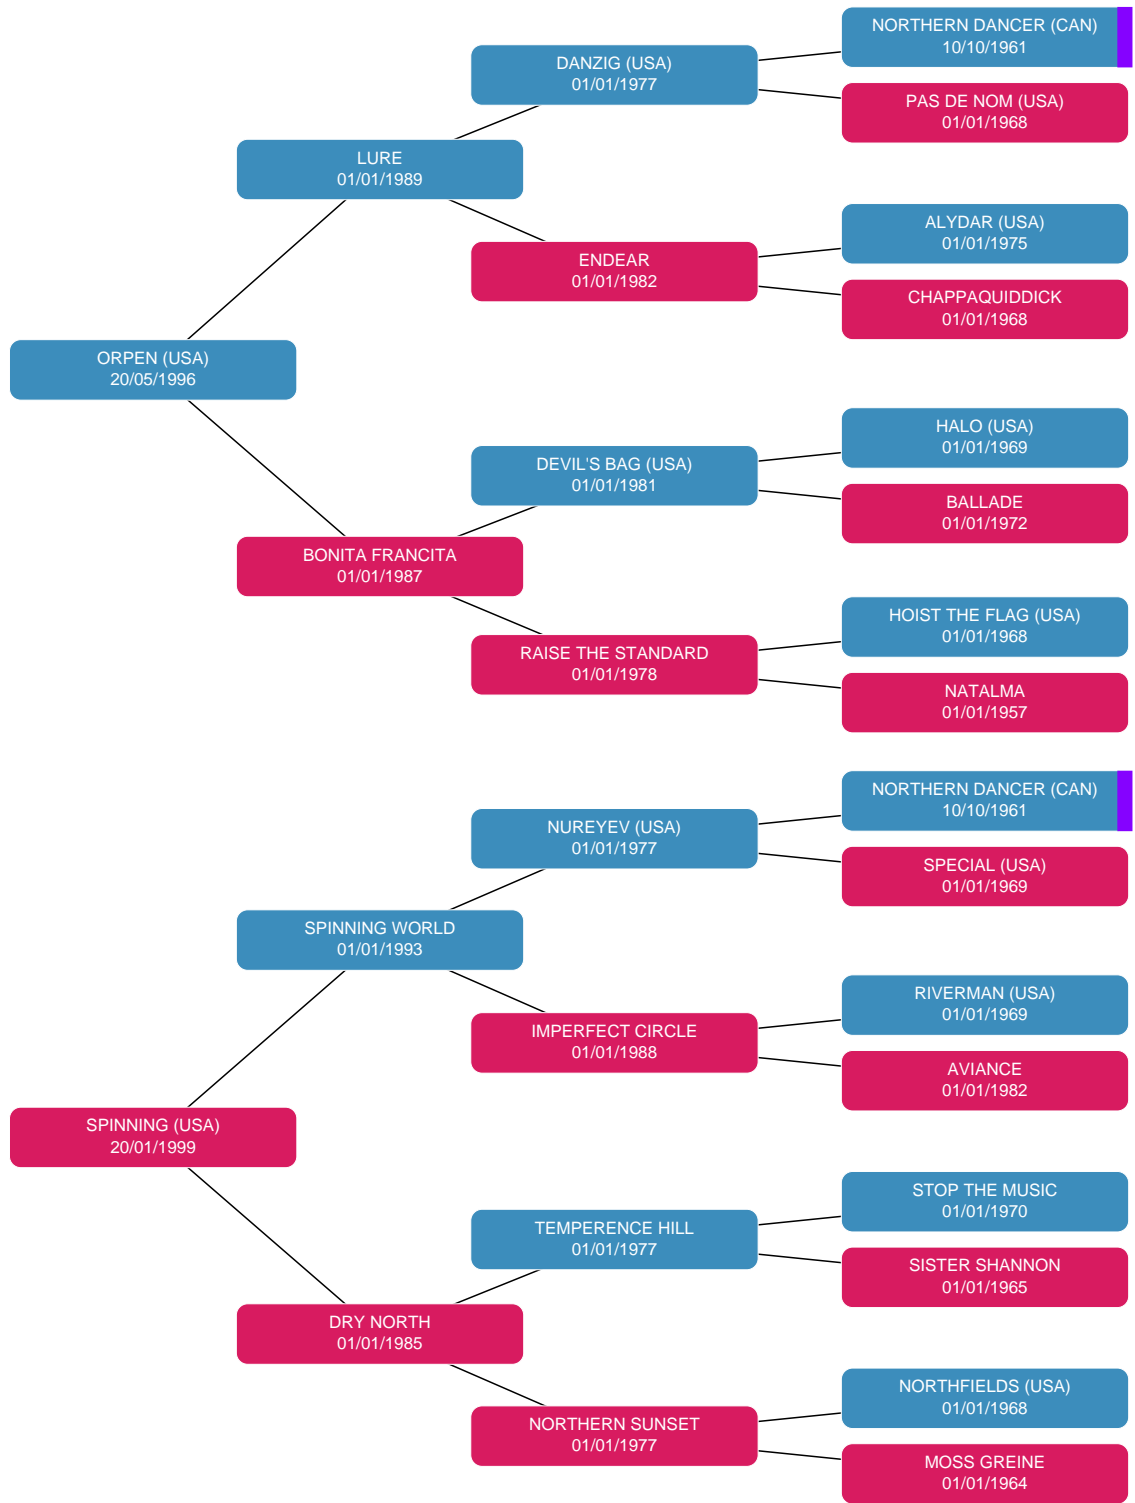 NORTHERN DANCER (CAN)
10/10/1961
DANZIG (USA)
01/01/1977
PAS DE NOM (USA)
01/01/1968
LURE
01/01/1989
ALYDAR (USA)
01/01/1975
ENDEAR
01/01/1982
CHAPPAQUIDDICK
01/01/1968
ORPEN (USA)
20/05/1996
HALO (USA)
01/01/1969
DEVIL'S BAG (USA)
01/01/1981
BALLADE
01/01/1972
BONITA FRANCITA
01/01/1987
HOIST THE FLAG (USA)
01/01/1968
RAISE THE STANDARD
01/01/1978
NATALMA
01/01/1957
NORTHERN DANCER (CAN)
10/10/1961
NUREYEV (USA)
01/01/1977
SPECIAL (USA)
01/01/1969
SPINNING WORLD
01/01/1993
RIVERMAN (USA)
01/01/1969
IMPERFECT CIRCLE
01/01/1988
AVIANCE
01/01/1982
SPINNING (USA)
20/01/1999
STOP THE MUSIC
01/01/1970
TEMPERENCE HILL
01/01/1977
SISTER SHANNON
01/01/1965
DRY NORTH
01/01/1985
NORTHFIELDS (USA)
01/01/1968
NORTHERN SUNSET
01/01/1977
MOSS GREINE
01/01/1964